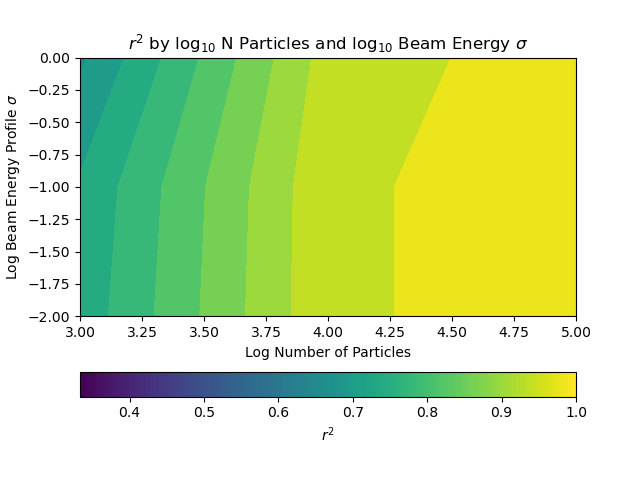 r² by log₁₀ N Particles and log₁₀ Beam Energy σ
0.00
−0.25
−0.50
−0.75
−1.00
−1.25
−1.50
−1.75
−2.00
Log Beam Energy Profile σ
3.00 3.25 3.50 3.75 4.00 4.25 4.50 4.75 5.00
Log Number of Particles
0.4 0.5 0.6 0.7 0.8 0.9 1.0
r²